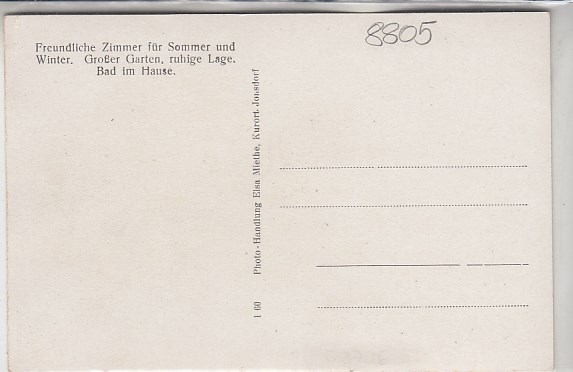 8805
Freundliche Zimmer für Sommer und
Winter. Großer Garten, ruhige Lage.
Bad im Hause.
1 60 Photo-Handlung Elsa Miethe, Kurort-Jonsdorf